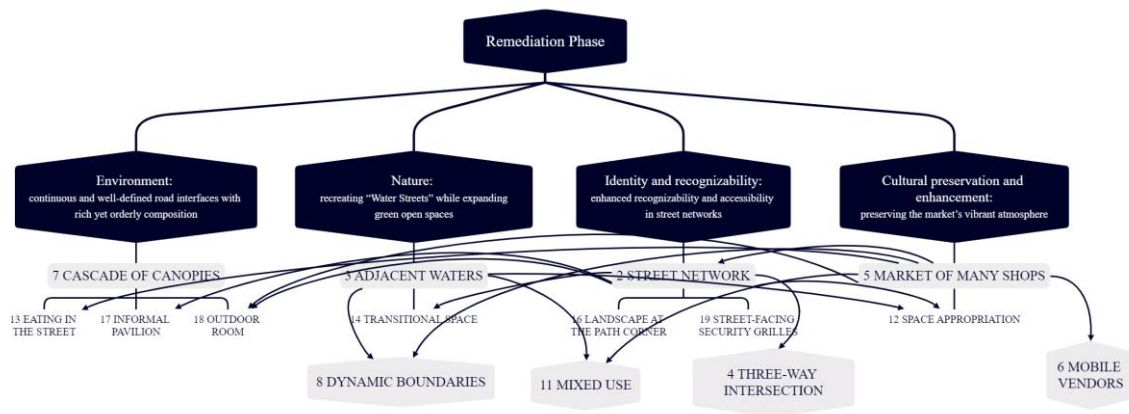 Remediation Phase
Environment:
continuous and well-defined road interfaces with
rich yet orderly composition
Nature:
recreating “Water Streets” while expanding
green open spaces
Identity and recognizability:
enhanced recognizability and accessibility
in street networks
Cultural preservation and
enhancement:
preserving the market’s vibrant atmosphere
7 CASCADE OF CANOPIES
3 ADJACENT WATERS
2 STREET NETWORK
5 MARKET OF MANY SHOPS
13 EATING IN
THE STREET
17 INFORMAL
PAVILION
18 OUTDOOR
ROOM
14 TRANSITIONAL SPACE
16 LANDSCAPE AT
THE PATH CORNER
19 STREET-FACING
SECURITY GRILLES
12 SPACE APPROPRIATION
8 DYNAMIC BOUNDARIES
11 MIXED USE
4 THREE-WAY
INTERSECTION
6 MOBILE
VENDORS